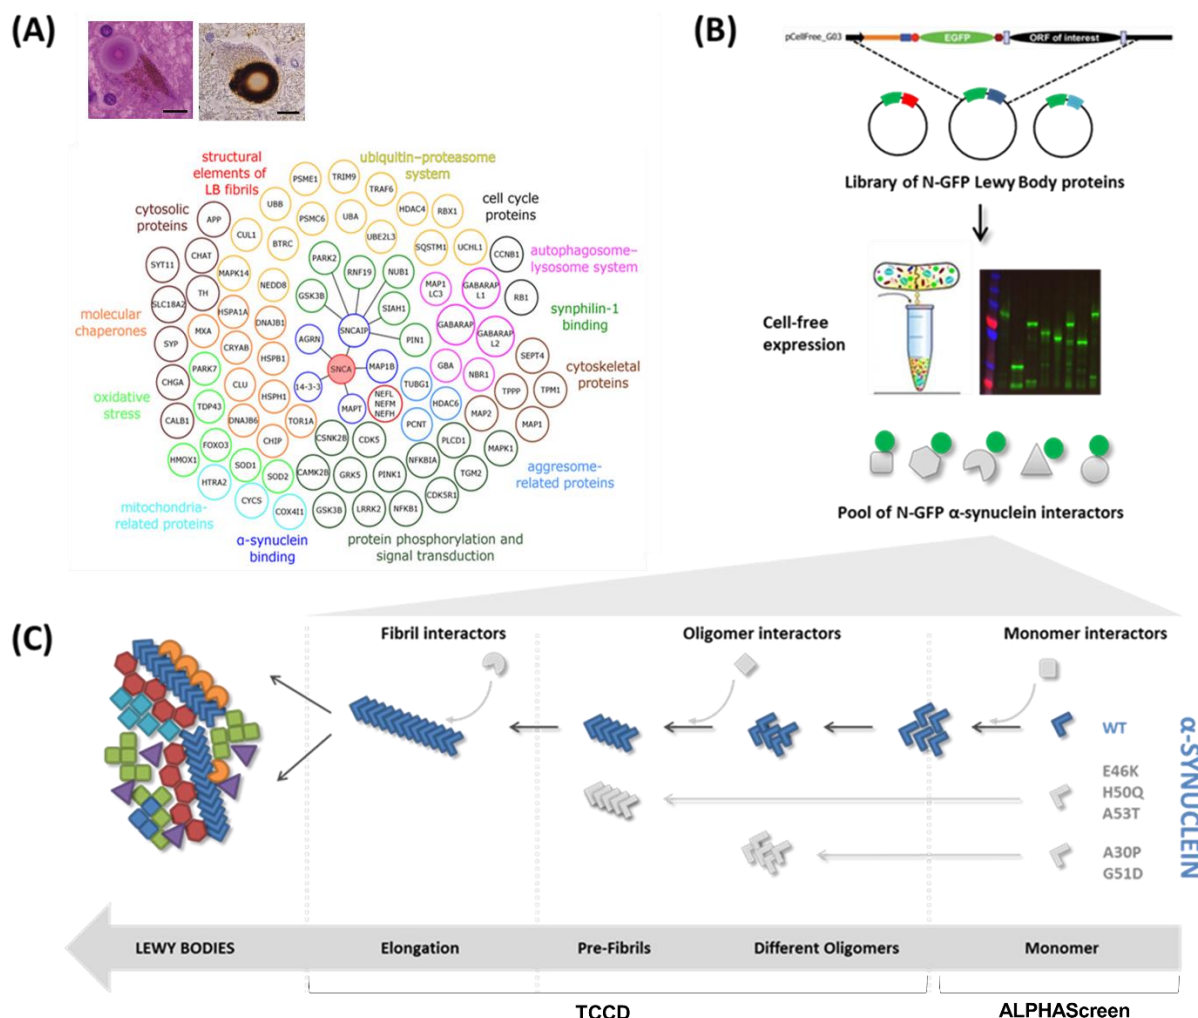 (A)
structural
elements of
LB fibrils
ubiquitin–proteasome
system
cell cycle
proteins
cytosolic
proteins
autophagosome–
lysosome system
molecular
chaperones
synphilin-1
binding
cytoskeletal
proteins
oxidative
stress
aggresome-
related proteins
mitochondria-
related proteins
α-synuclein
binding
protein phosphorylation and
signal transduction
PSME1
TRIM9
TRAF6
HDAC4
RBX1
UBB
PSMC6
UBA
UBE2L3
SQSTM1
UCHL1
CCNB1
APP
CUL1
BTRC
CHAT
SYT11
MAPK14
NEDD8
PARK2
RNF19
NUB1
MAP1
LC3
GABARAP
L1
RB1
SLC18A2
TH
HSPA1A
DNAJB1
GSK3B
SIAH1
SNCAIP
PIN1
GABARAP
GABARAP
L2
SYP
MXA
CRYAB
HSPB1
AGRN
SNCA
MAP1B
GBA
NBR1
SEPT4
CHGA
PARK7
CLU
HSPH1
14-3-3
MAPT
NEFL
NEFM
NEFH
TUBG1
HDAC6
TPPP
TPM1
CALB1
TDP43
DNAJB6
TOR1A
PCNT
MAP2
MAP1
FOXO3
CHIP
CSNK2B
CDK5
PLCD1
MAPK1
HMOX1
SOD1
SOD2
CAMK2B
GRK5
PINK1
NFKBIA
TGM2
HTRA2
CYCS
COX4I1
GSK3B
LRRK2
NFKB1
CDK5R1
(B)
pCellFree_G03
EGFP
ORF of interest
Library of N-GFP Lewy Body proteins
Cell-free
expression
Pool of N-GFP α-synuclein interactors
(C)
Fibril interactors
Oligomer interactors
Monomer interactors
WT
E46K
H50Q
A53T
A30P
G51D
α-SYNUCLEIN
LEWY BODIES
Elongation
Pre-Fibrils
Different Oligomers
Monomer
TCCD
ALPHAScreen